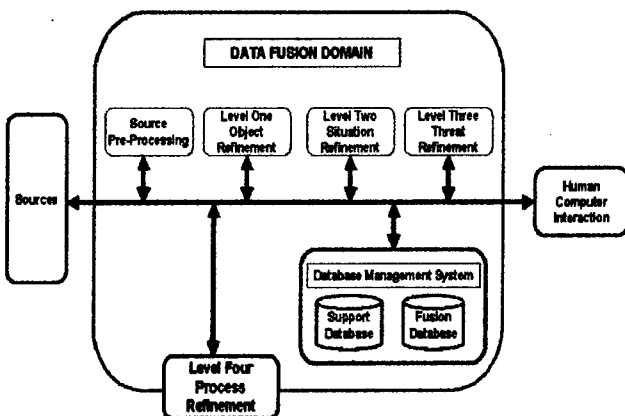 DATA FUSION DOMAIN
Source
Pre-Processing
Level One
Object
Refinement
Level Two
Situation
Refinement
Level Three
Threat
Refinement
Sources
Human
Computer
Interaction
Database Management System
Support
Database
Fusion
Database
Level Four
Process
Refinement